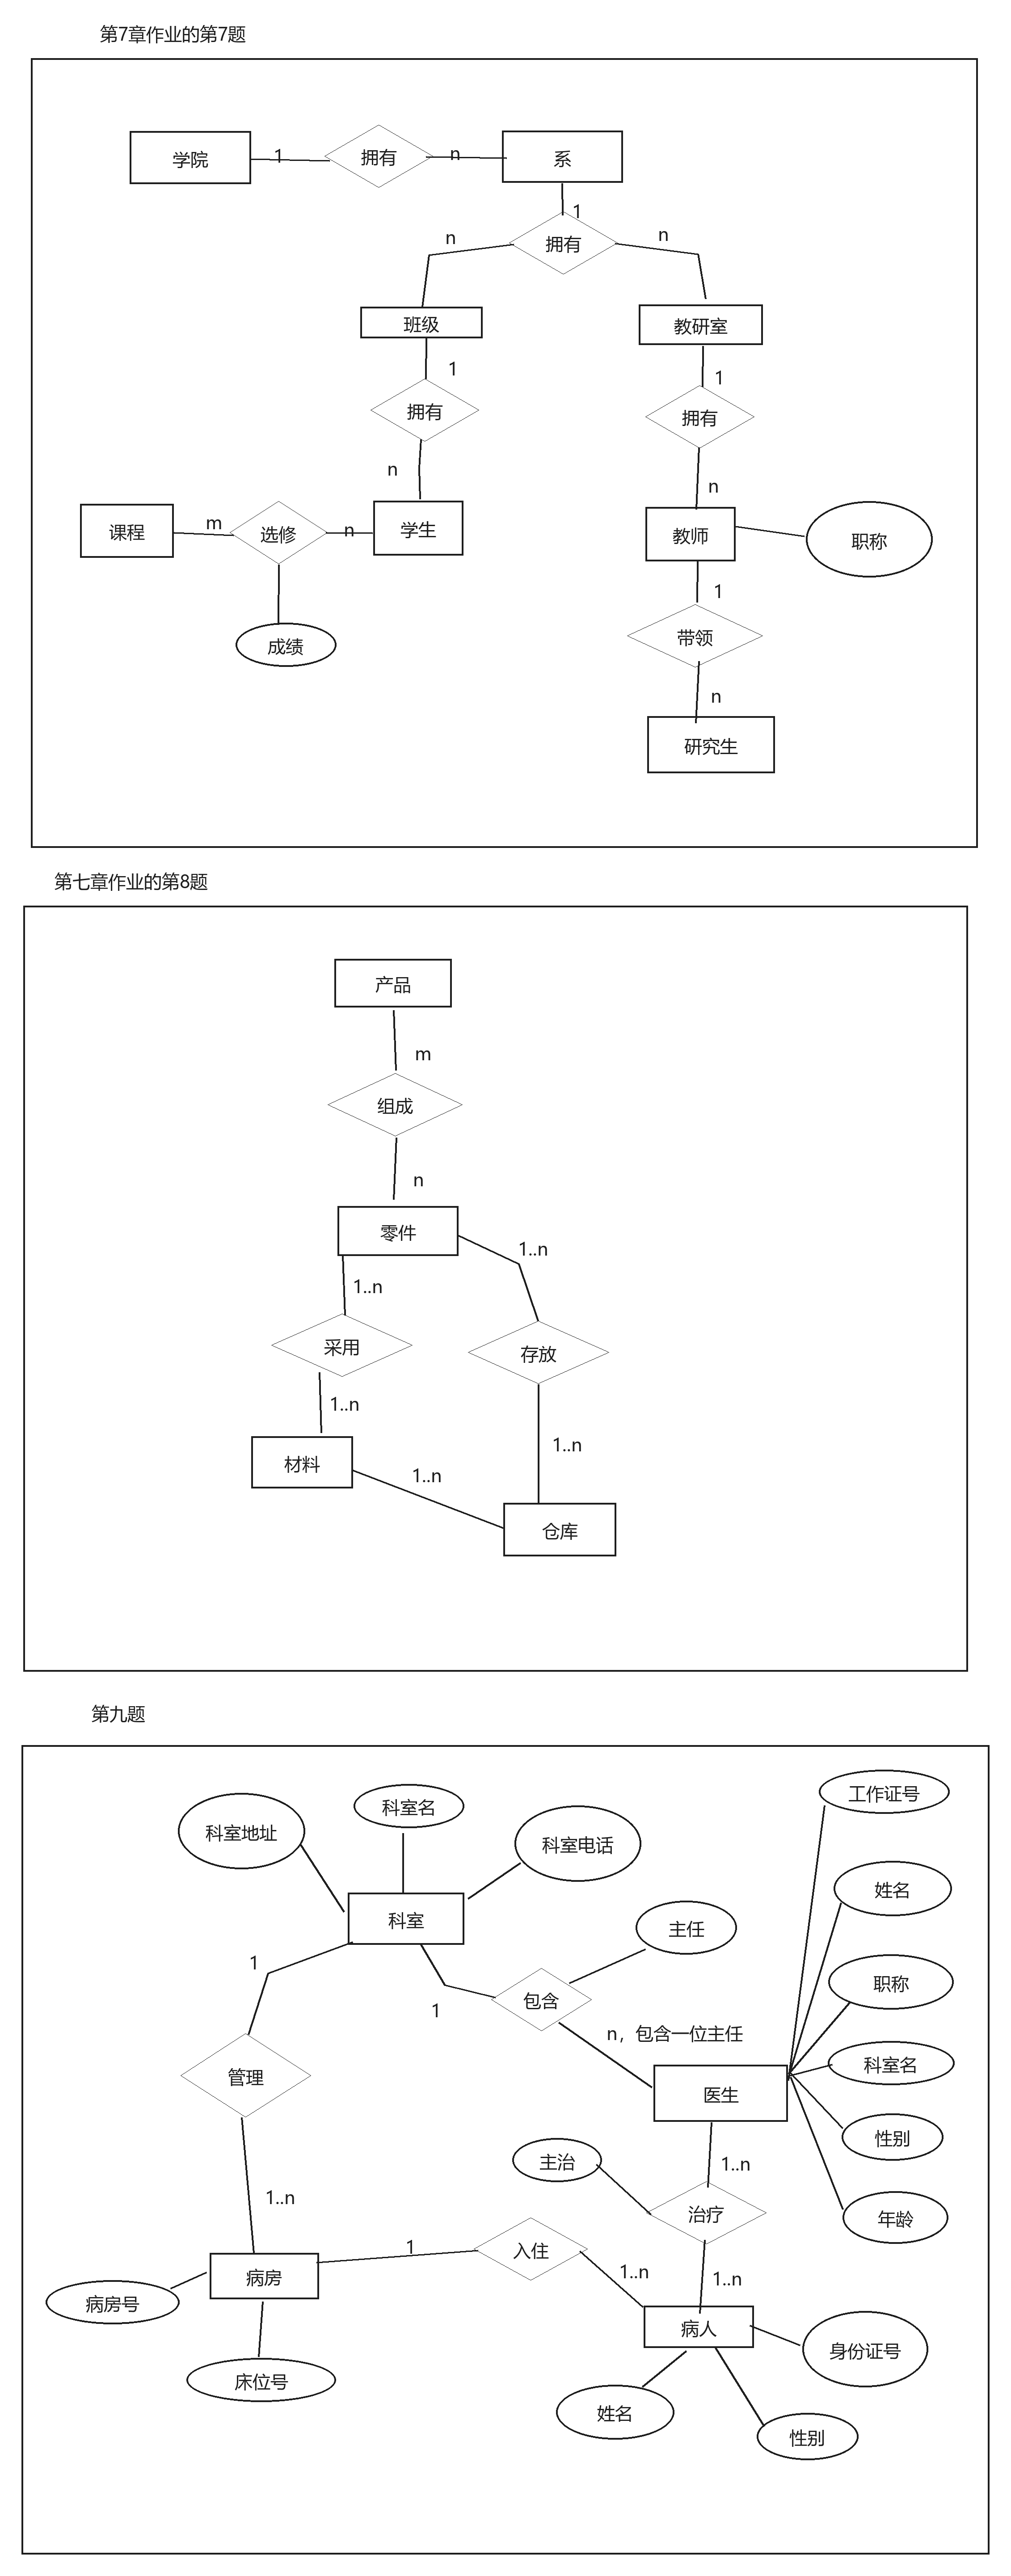 第7章作业的第7题
学院
1
拥有
n
系
1
拥有
n
n
班级
教研室
1
1
拥有
拥有
n
n
课程
m
选修
n
学生
教师
职称
1
成绩
带领
n
研究生
第七章作业的第8题
产品
m
组成
n
零件
1..n
1..n
采用
存放
1..n
1..n
材料
1..n
仓库
第九题
工作证号
科室名
科室地址
科室电话
姓名
科室
主任
职称
1
1
包含
n，包含一位主任
科室名
管理
医生
性别
主治
1..n
1..n
治疗
年龄
1
入住
病房
1..n
1..n
病房号
病人
身份证号
床位号
姓名
性别